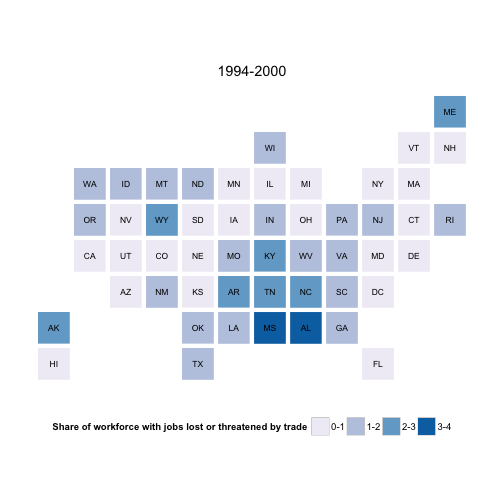 1994-2000
ME
WI VT NH
WA ID MT ND MN IL MI NY MA
OR NV WY SD IA IN OH PA NJ CT RI
CA UT CO NE MO KY WV VA MD DE
AZ NM KS AR TN NC SC DC
AK OK LA MS AL GA
HI TX FL
Share of workforce with jobs lost or threatened by trade 0-1 1-2 2-3 3-4